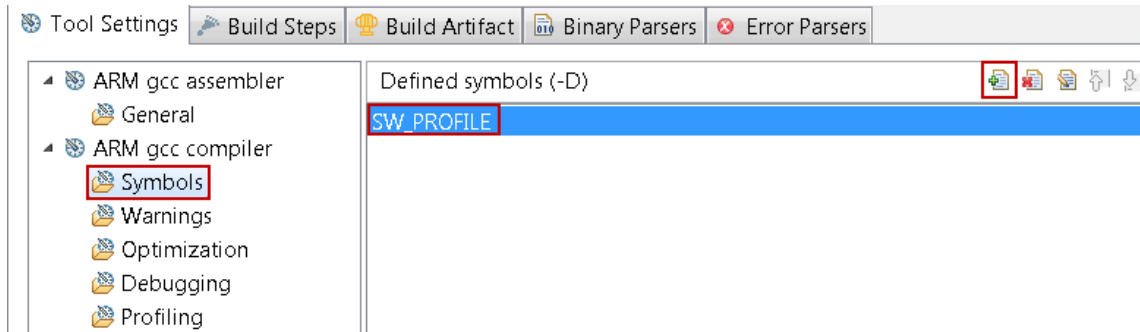 Tool Settings Build Steps Build Artifact Binary Parsers Error Parsers
ARM gcc assembler
General
ARM gcc compiler
Symbols
Warnings
Optimization
Debugging
Profiling
Defined symbols (-D)
SW_PROFILE